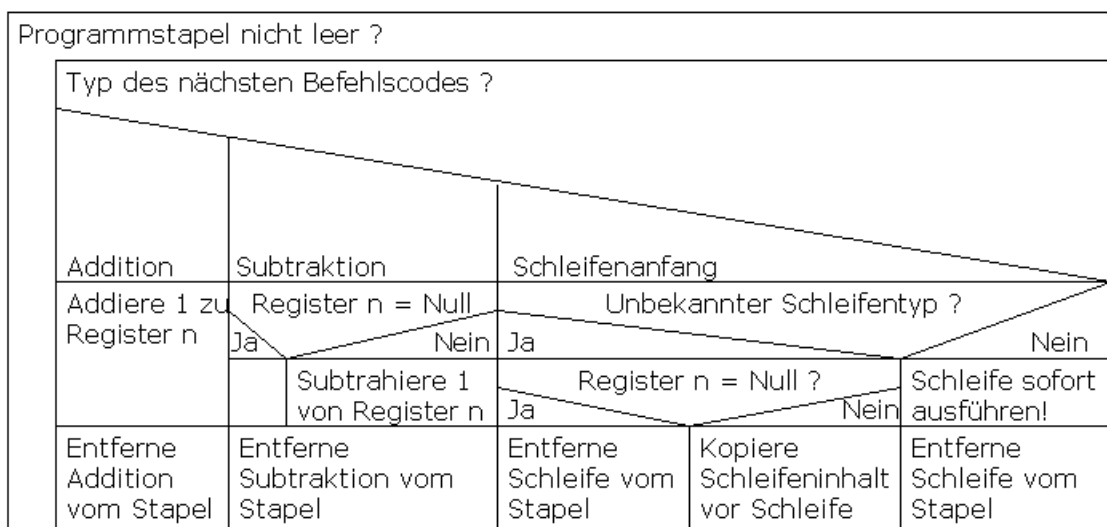 Programmstapel nicht leer ?
Typ des nächsten Befehlscodes ?
Addition
Subtraktion
Schleifenanfang
Addiere 1 zu
Register n
Register n = Null
Ja
Nein
Unbekannter Schleifentyp ?
Ja
Nein
Subtrahiere 1
von Register n
Register n = Null ?
Ja
Nein
Schleife sofort
ausführen!
Entferne
Addition
vom Stapel
Entferne
Subtraktion vom
Stapel
Entferne
Schleife vom
Stapel
Kopiere
Schleifeninhalt
vor Schleife
Entferne
Schleife vom
Stapel